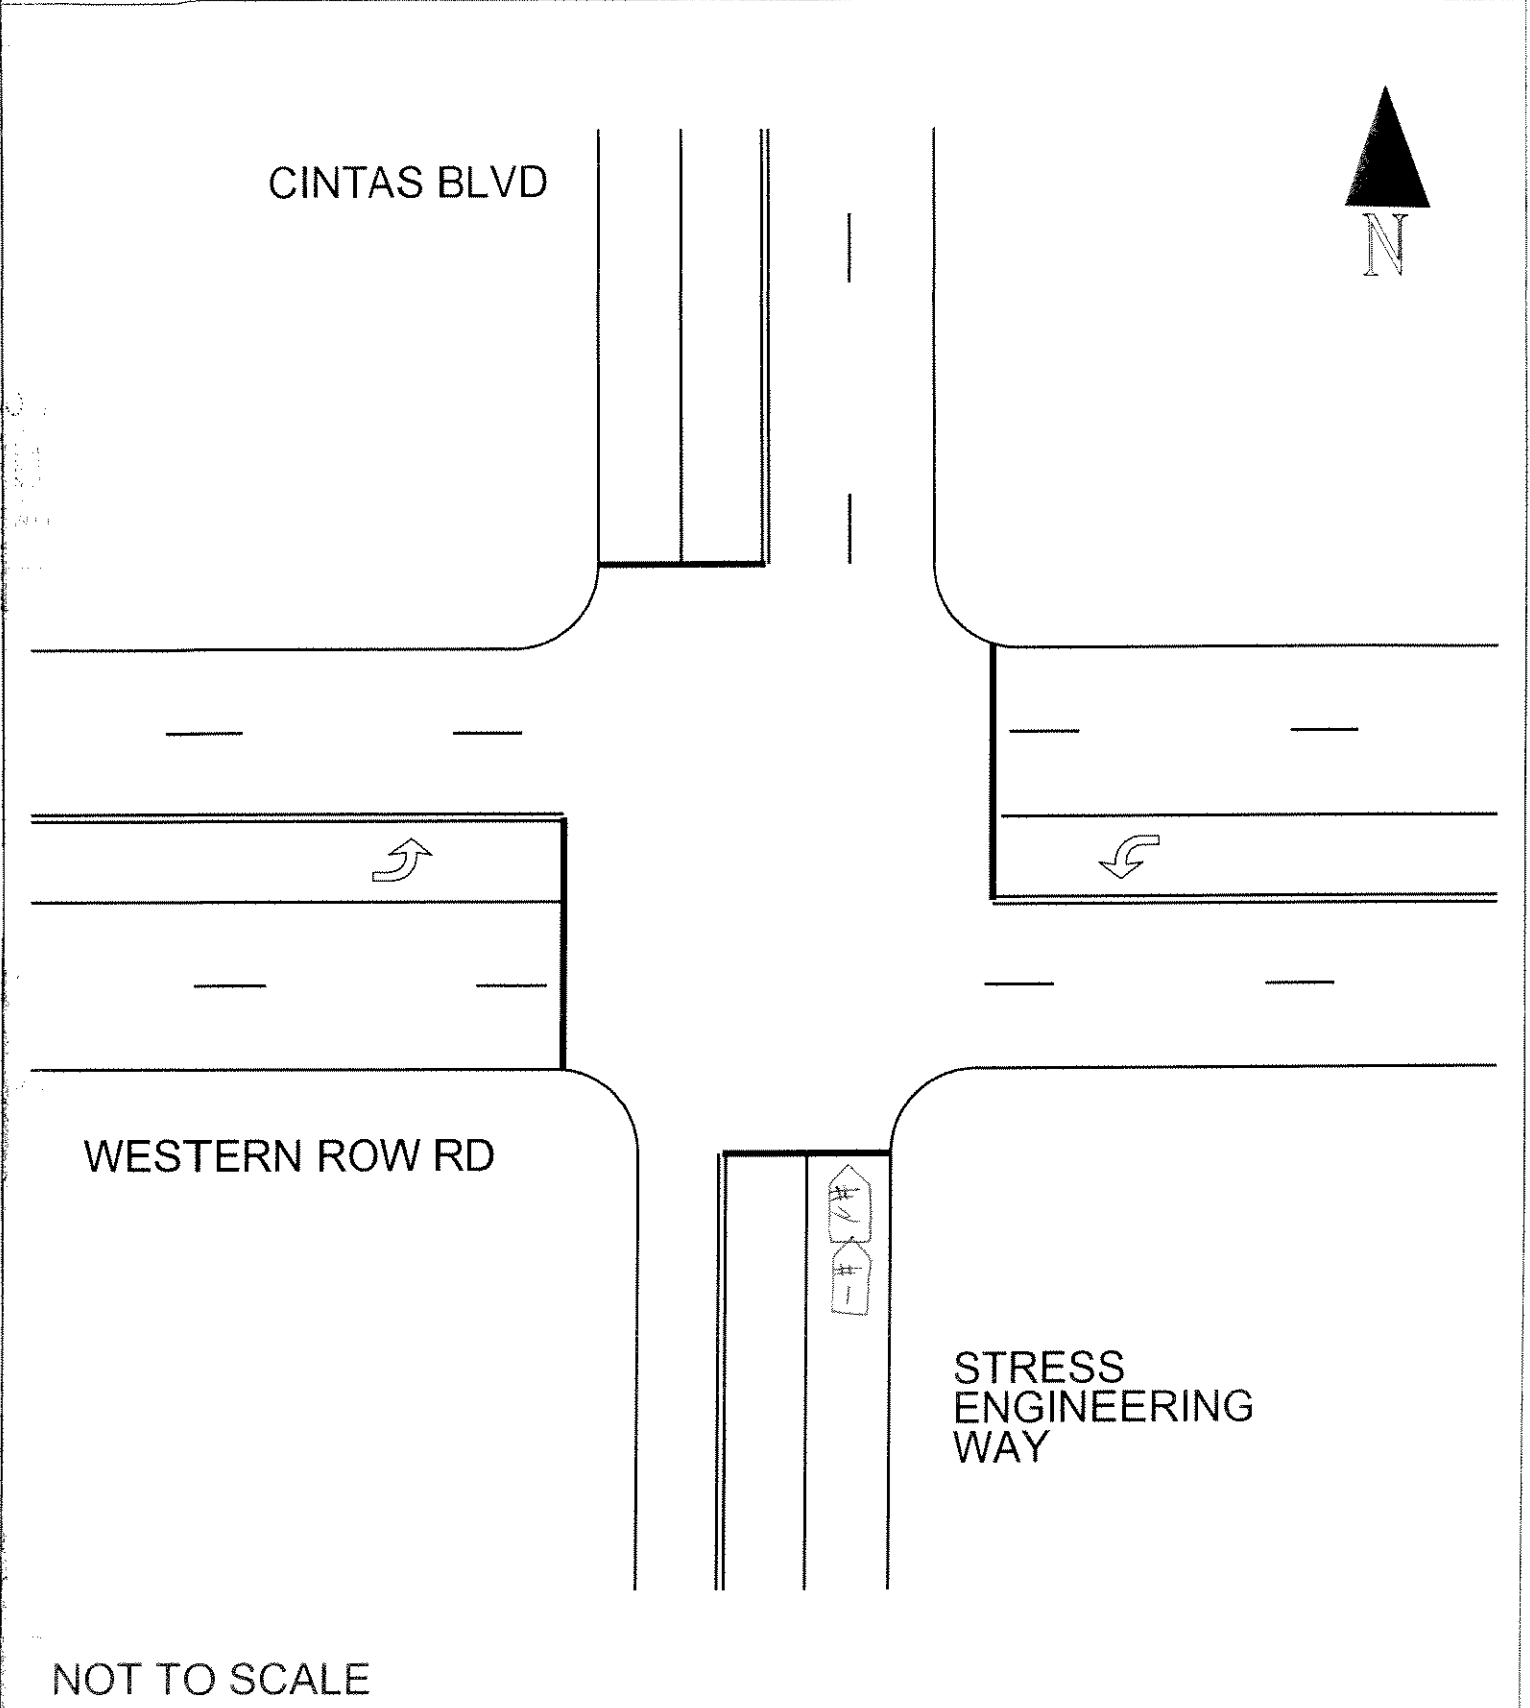 CINTAS BLVD
N
WESTERN ROW RD
#2
#1
STRESS
ENGINEERING
WAY
NOT TO SCALE